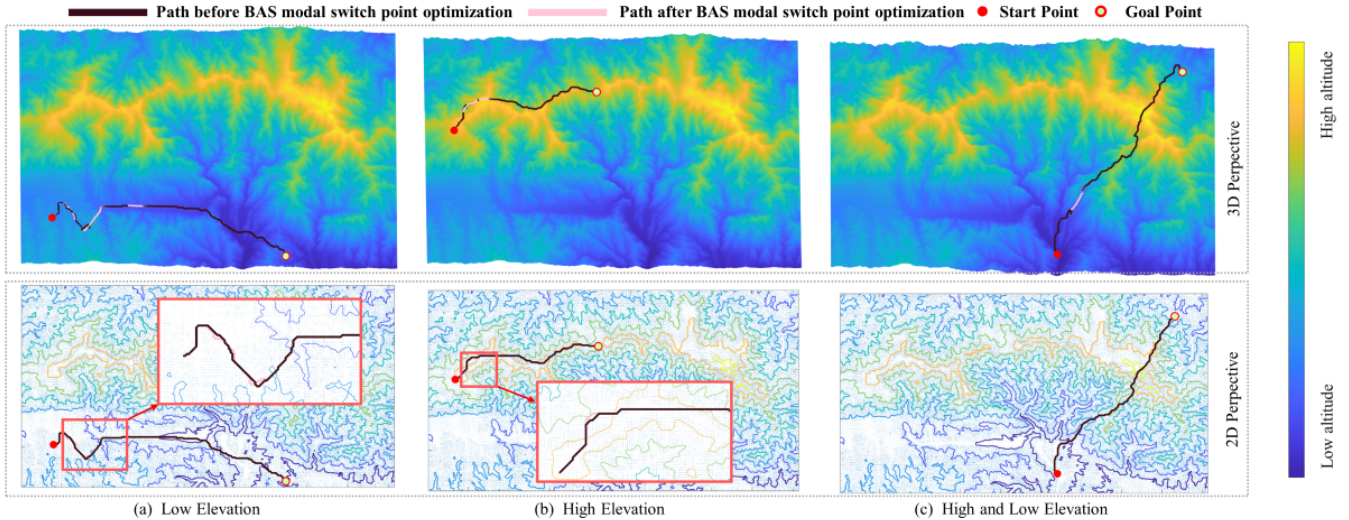 Path before BAS modal switch point optimization Path after BAS modal switch point optimization Start Point Goal Point
High altitude
3D Perpective
2D Perpective
Low altitude
(a) Low Elevation (b) High Elevation (c) High and Low Elevation